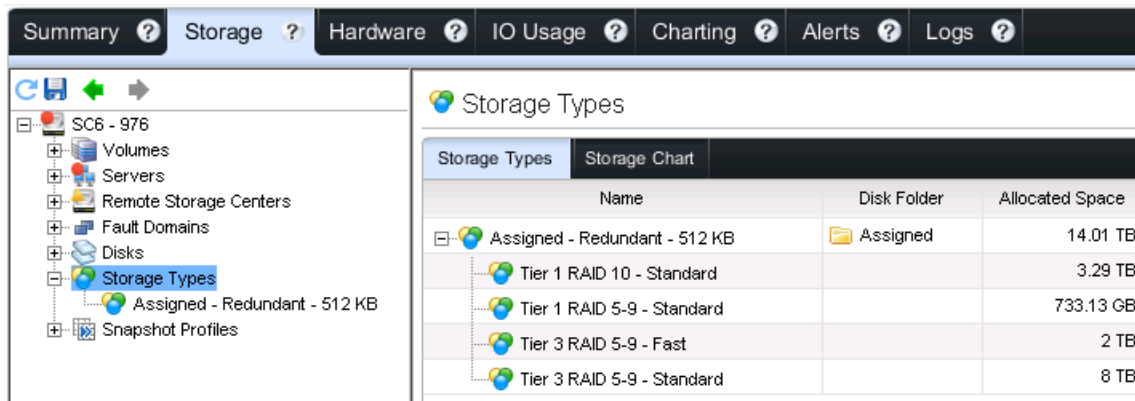 Summary ? Storage ? Hardware ? IO Usage ? Charting ? Alerts ? Logs ?
SC6 - 976
Volumes
Servers
Remote Storage Centers
Fault Domains
Disks
Storage Types
Assigned - Redundant - 512 KB
Snapshot Profiles
Storage Types
Storage Types Storage Chart
Name Disk Folder Allocated Space
Assigned - Redundant - 512 KB Assigned 14.01 TB
Tier 1 RAID 10 - Standard 3.29 TB
Tier 1 RAID 5-9 - Standard 733.13 GB
Tier 3 RAID 5-9 - Fast 2 TB
Tier 3 RAID 5-9 - Standard 8 TB